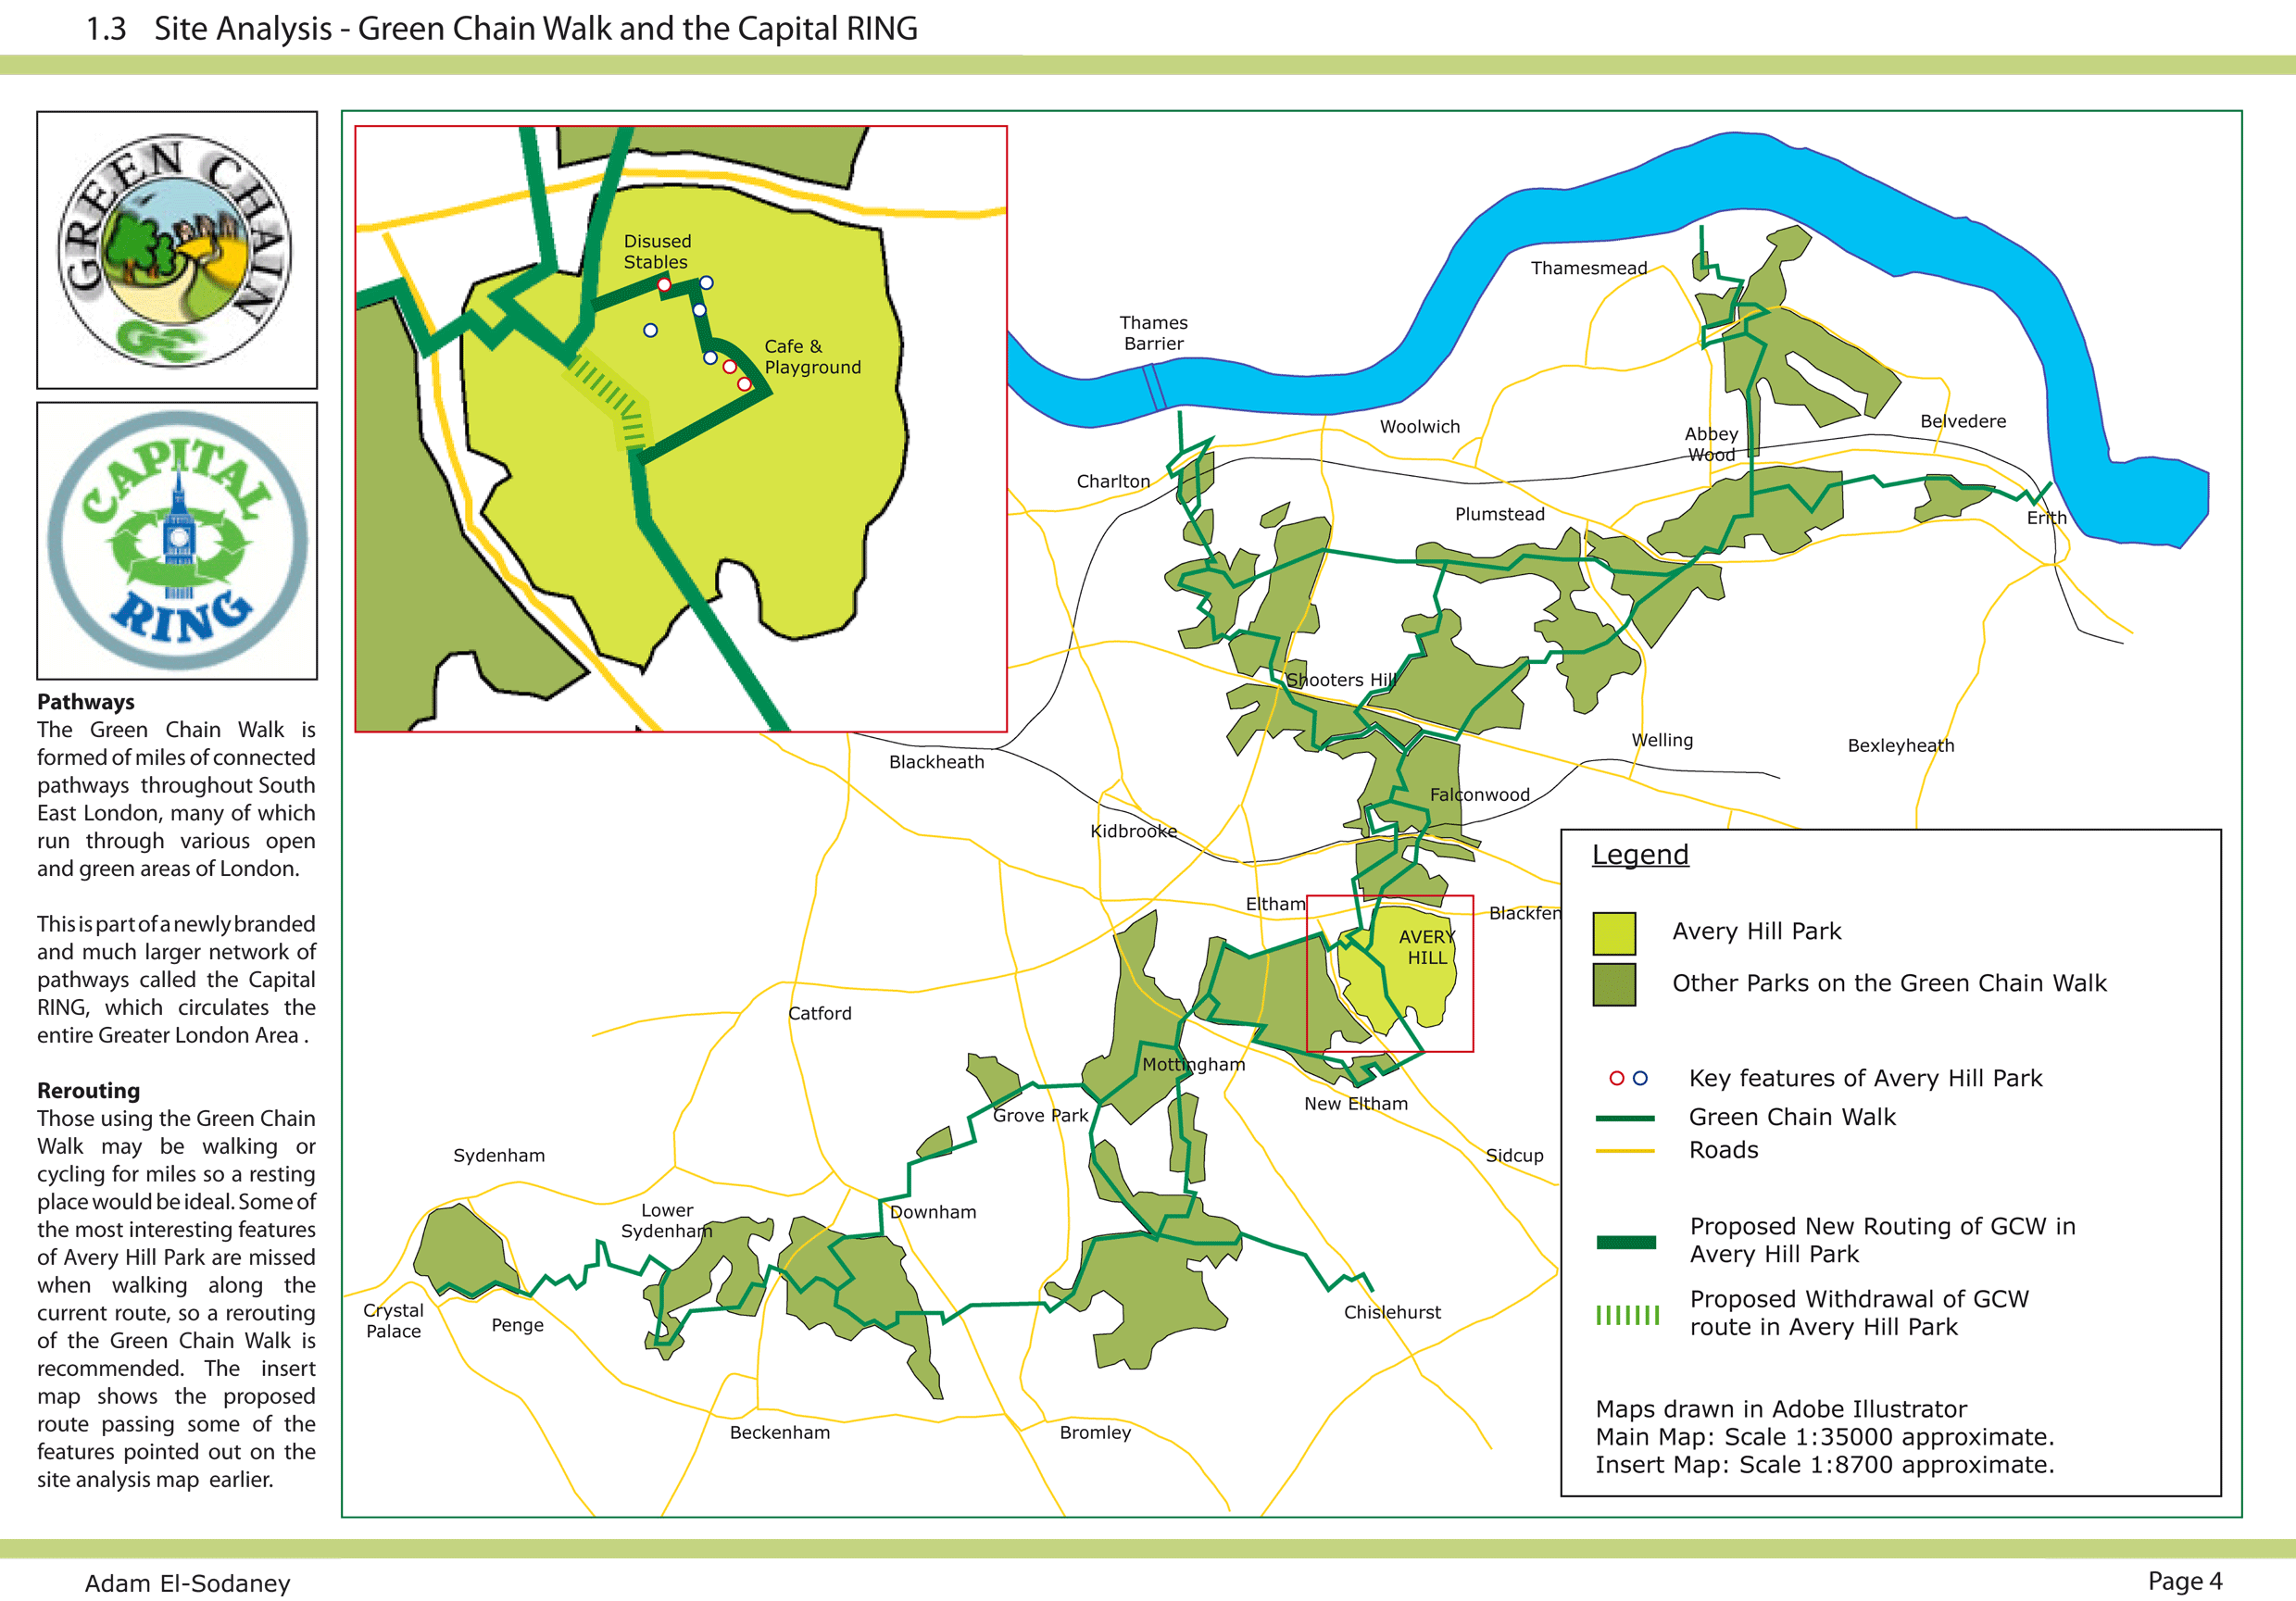 1.3 Site Analysis - Green Chain Walk and the Capital RING
GREEN CHAIN
GC
CAPITAL
RING
Pathways
The Green Chain Walk is
formed of miles of connected
pathways throughout South
East London, many of which
run through various open
and green areas of London.
This is part of a newly branded
and much larger network of
pathways called the Capital
RING, which circulates the
entire Greater London Area .
Rerouting
Those using the Green Chain
Walk may be walking or
cycling for miles so a resting
place would be ideal. Some of
the most interesting features
of Avery Hill Park are missed
when walking along the
current route, so a rerouting
of the Green Chain Walk is
recommended. The insert
map shows the proposed
route passing some of the
features pointed out on the
site analysis map earlier.
Disused
Stables
Cafe &
Playground
Thamesmead
Thames
Barrier
Woolwich
Belvedere
Abbey
Wood
Charlton
Plumstead
Erith
Shooters Hill
Welling
Bexleyheath
Blackheath
Falconwood
Kidbrooke
Eltham
Blackfen
AVERY
HILL
Catford
Mottingham
New Eltham
Grove Park
Sydenham
Sidcup
Lower
Sydenham
Downham
Crystal
Palace
Penge
Chislehurst
Beckenham
Bromley
Legend
Avery Hill Park
Other Parks on the Green Chain Walk
Key features of Avery Hill Park
Green Chain Walk
Roads
Proposed New Routing of GCW in
Avery Hill Park
Proposed Withdrawal of GCW
route in Avery Hill Park
Maps drawn in Adobe Illustrator
Main Map: Scale 1:35000 approximate.
Insert Map: Scale 1:8700 approximate.
Adam El-Sodaney
Page 4